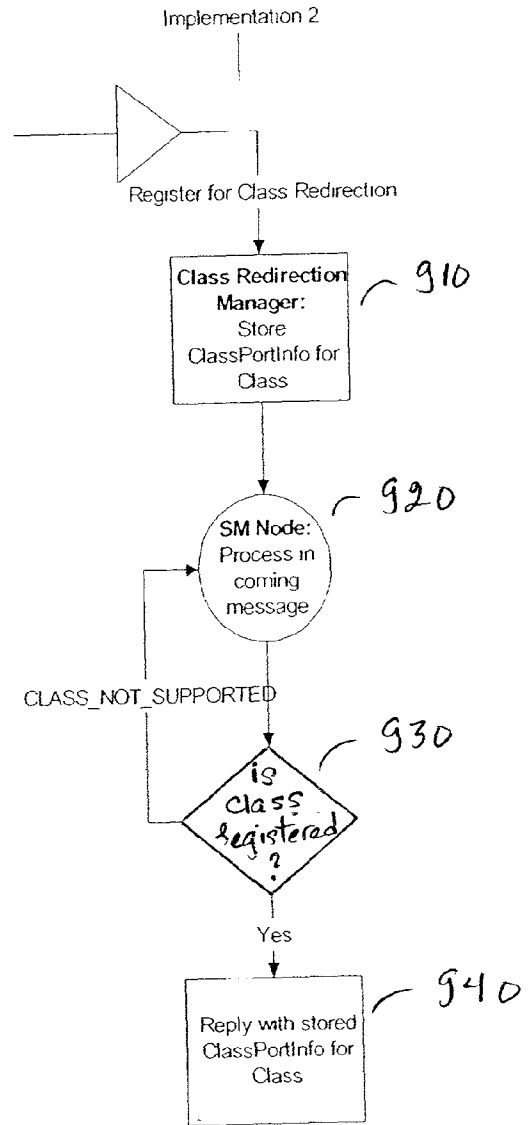 Implementation 2
Register for Class Redirection
Class Redirection
Manager:
Store
ClassPortInfo for
Class
910
SM Node:
Process in
coming
message
920
CLASS_NOT_SUPPORTED
is
class
registered
?
930
Yes
Reply with stored
ClassPortInfo for
Class
940